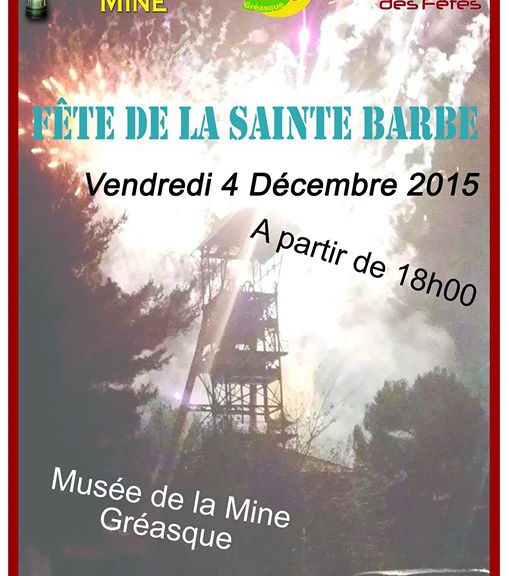 MINE
Gréasque
des Fêtes
FÊTE DE LA SAINTE BARBE
Vendredi 4 Décembre 2015
A partir de 18h00
Musée de la Mine
Gréasque